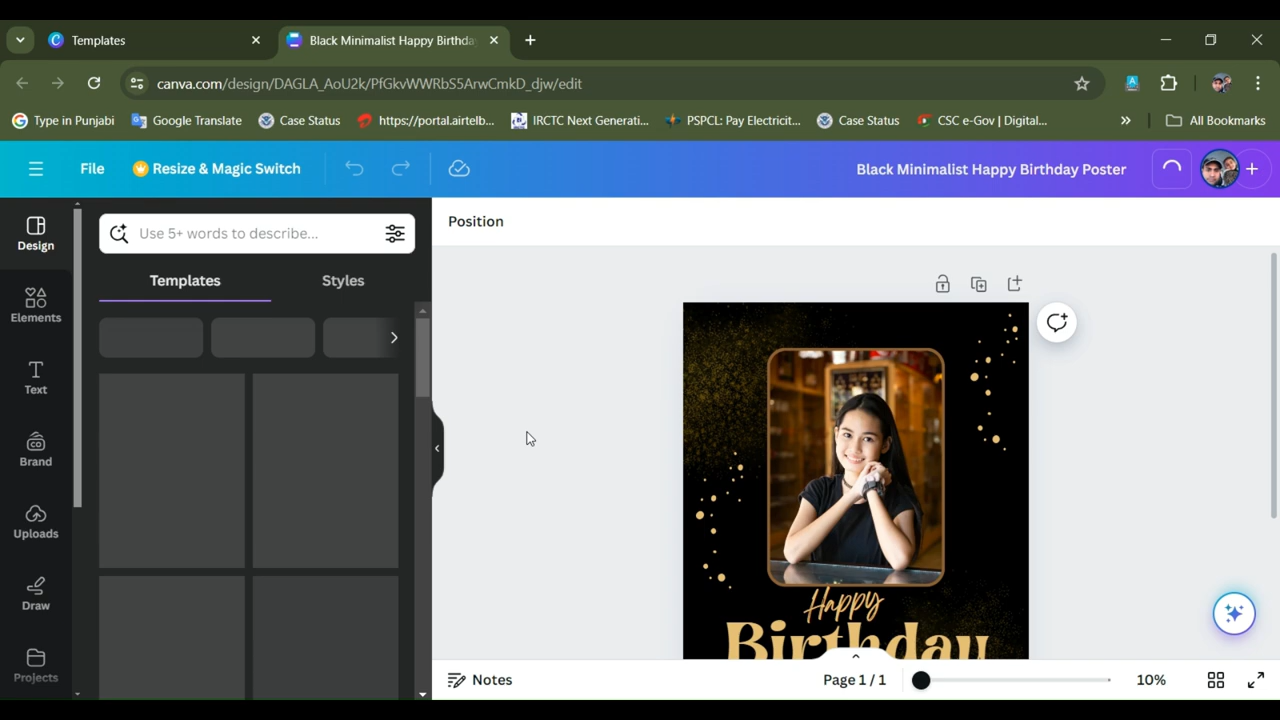 Templates
Black Minimalist Happy Birthda
canva.com/design/DAGLA_AoU2k/PfGkvWWRbS5ArwCmkD_djw/edit
Type in Punjabi
Google Translate
Case Status
https://portal.airtelb...
IRCTC Next Generati...
PSPCL: Pay Electricit...
Case Status
CSC e-Gov | Digital...
»
All Bookmarks
File
Resize & Magic Switch
Black Minimalist Happy Birthday Poster
Design
Use 5+ words to describe...
Position
Templates
Styles
Elements
Text
Brand
Uploads
Draw
Projects
Happy
Birthday
Notes
Page 1 / 1
10%